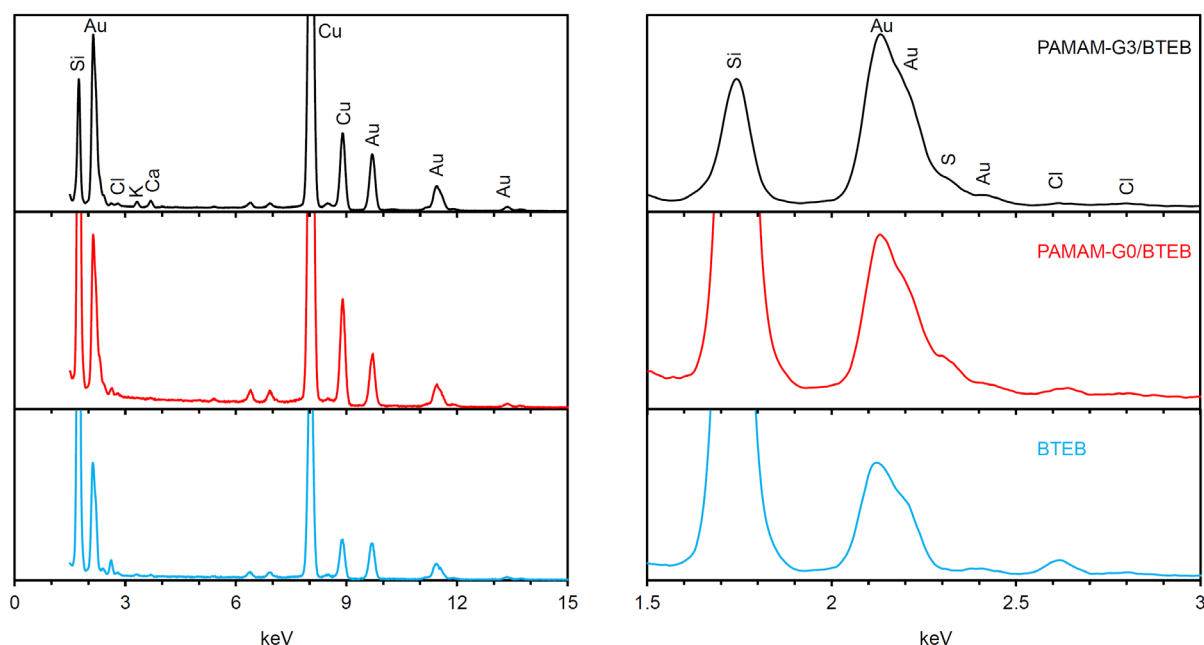 Si
Au
Cl
K
Ca
Cu
Cu
Au
Au
Au
0
3
6
9
12
15
keV
Si
Au
Au
S
Au
Cl
Cl
PAMAM-G3/BTEB
PAMAM-G0/BTEB
BTEB
1.5
2
2.5
3
keV